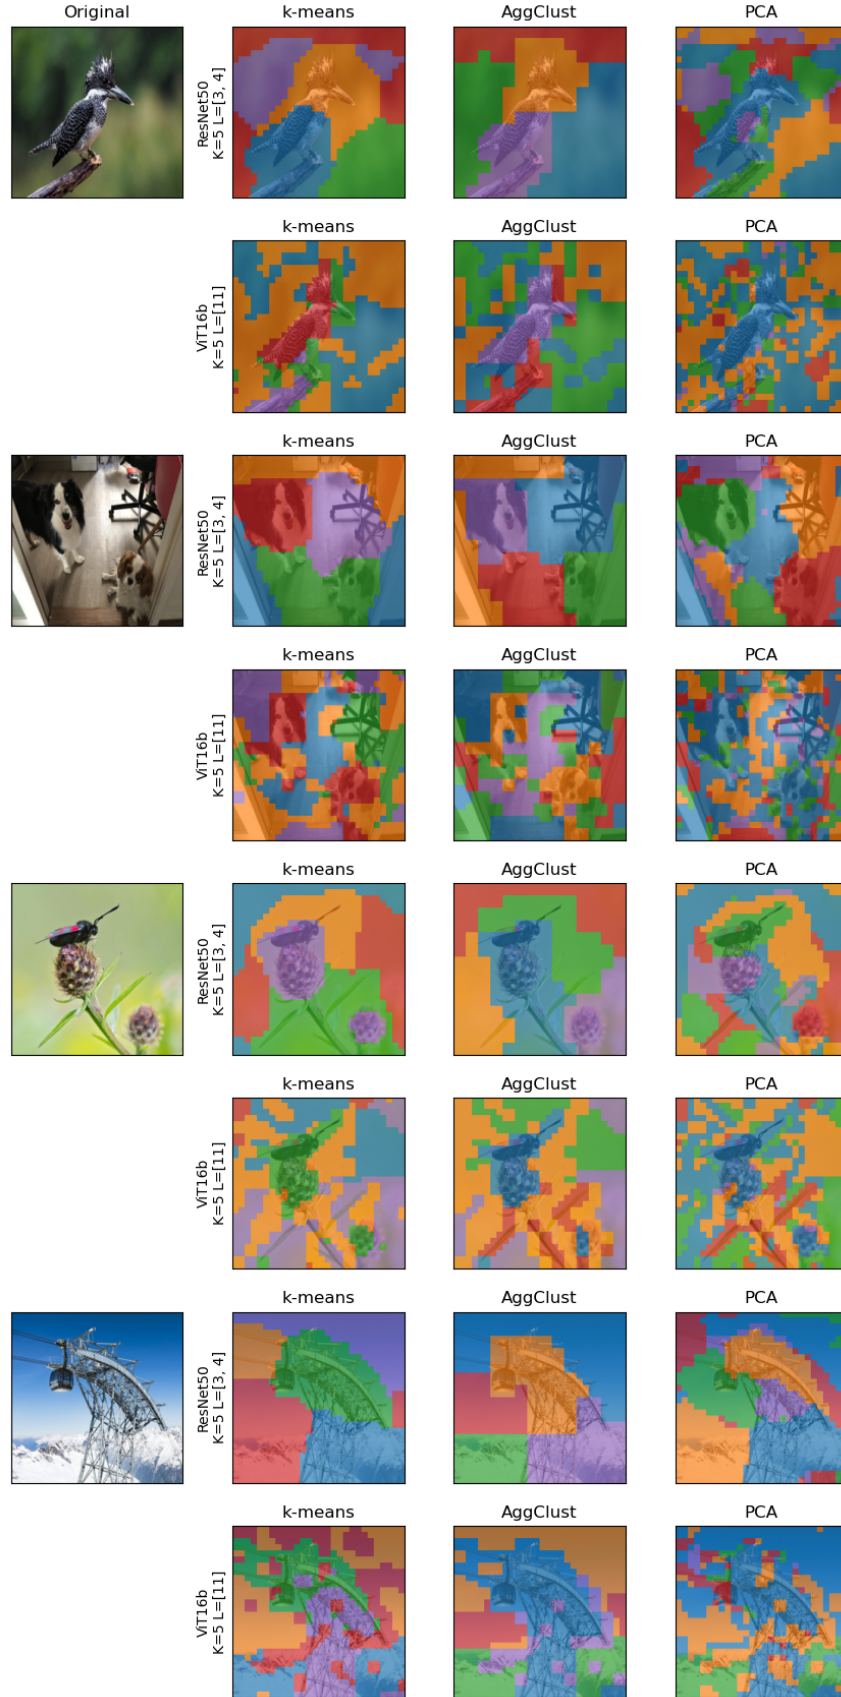 Original
k-means
AggClust
PCA
ResNet50
K=5 L=[3, 4]
k-means
AggClust
PCA
ViT16b
K=5 L=[11]
k-means
AggClust
PCA
ResNet50
K=5 L=[3, 4]
k-means
AggClust
PCA
ViT16b
K=5 L=[11]
k-means
AggClust
PCA
ResNet50
K=5 L=[3, 4]
k-means
AggClust
PCA
ViT16b
K=5 L=[11]
k-means
AggClust
PCA
ResNet50
K=5 L=[3, 4]
k-means
AggClust
PCA
ViT16b
K=5 L=[11]